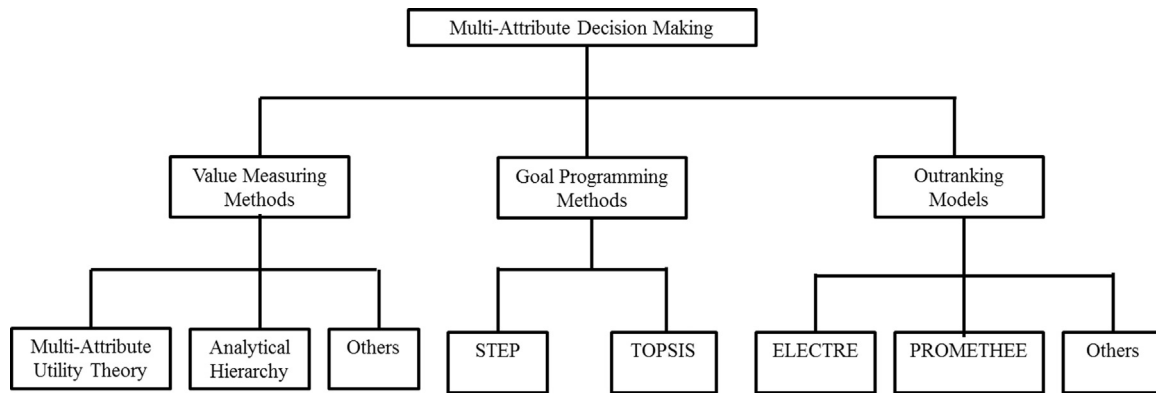 Multi-Attribute Decision Making
Value Measuring
Methods
Goal Programming
Methods
Outranking
Models
Multi-Attribute
Utility Theory
Analytical
Hierarchy
Others
STEP
TOPSIS
ELECTRE
PROMETHEE
Others